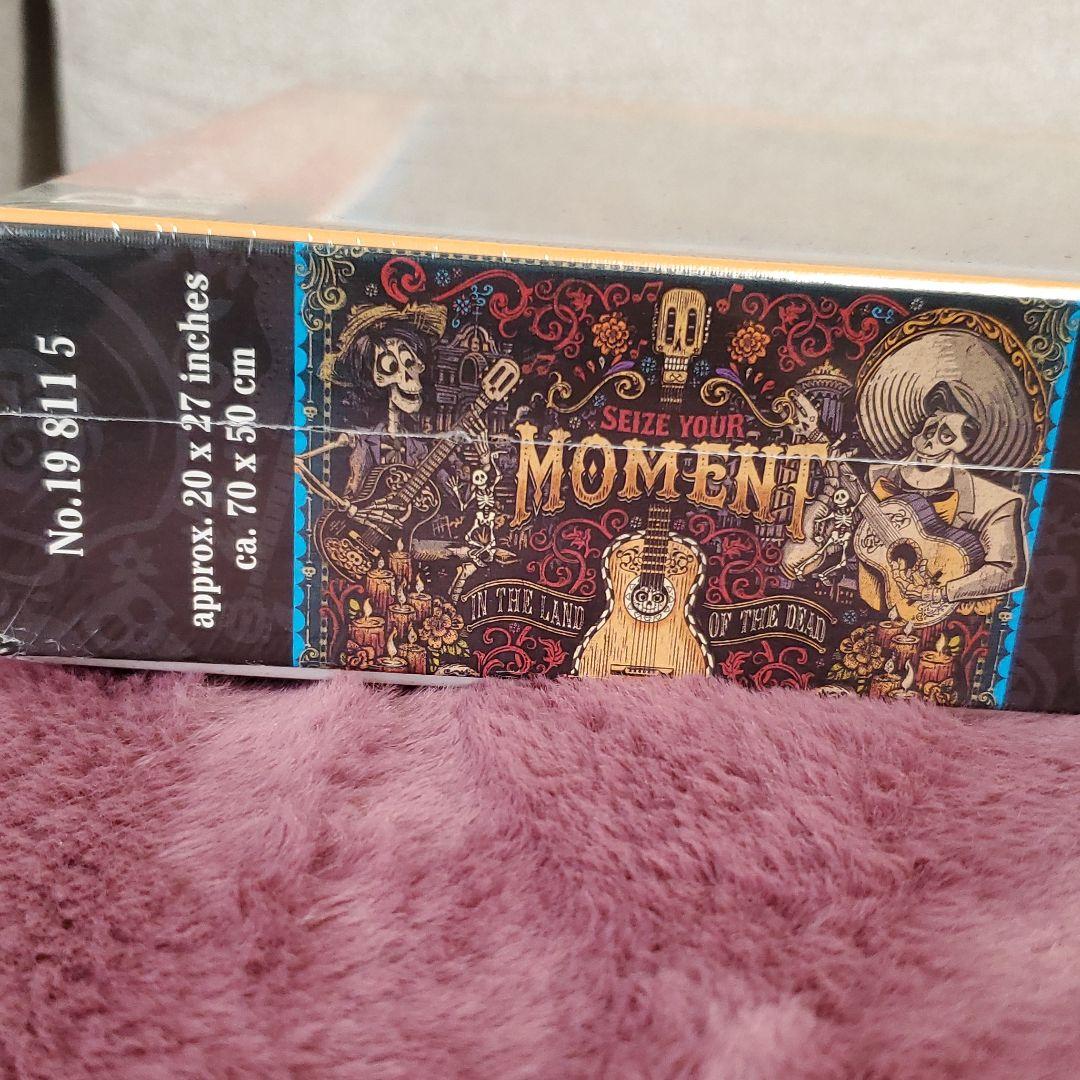 No.19 811 5
approx. 20 x 27 inches
ca. 70 x 50 cm
SEIZE YOUR
MOMENT
IN THE LAND OF THE DEAD